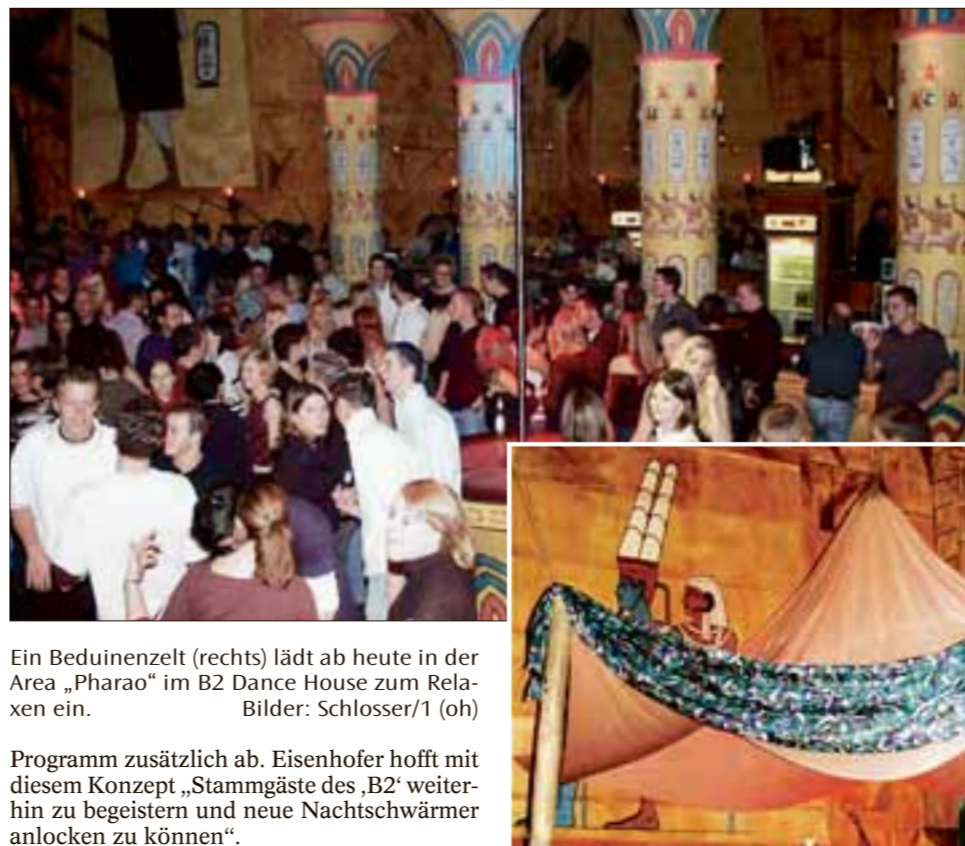 Ein Beduinenzelt (rechts) lädt ab heute in der
Area „Pharao“ im B2 Dance House zum Rela-
xen ein. Bilder: Schlosser/1 (oh)
Programm zusätzlich ab. Eisenhofer hofft mit
diesem Konzept „Stammgäste des ‚B2‘ weiter-
hin zu begeistern und neue Nachtschwärmer
anlocken zu können“.